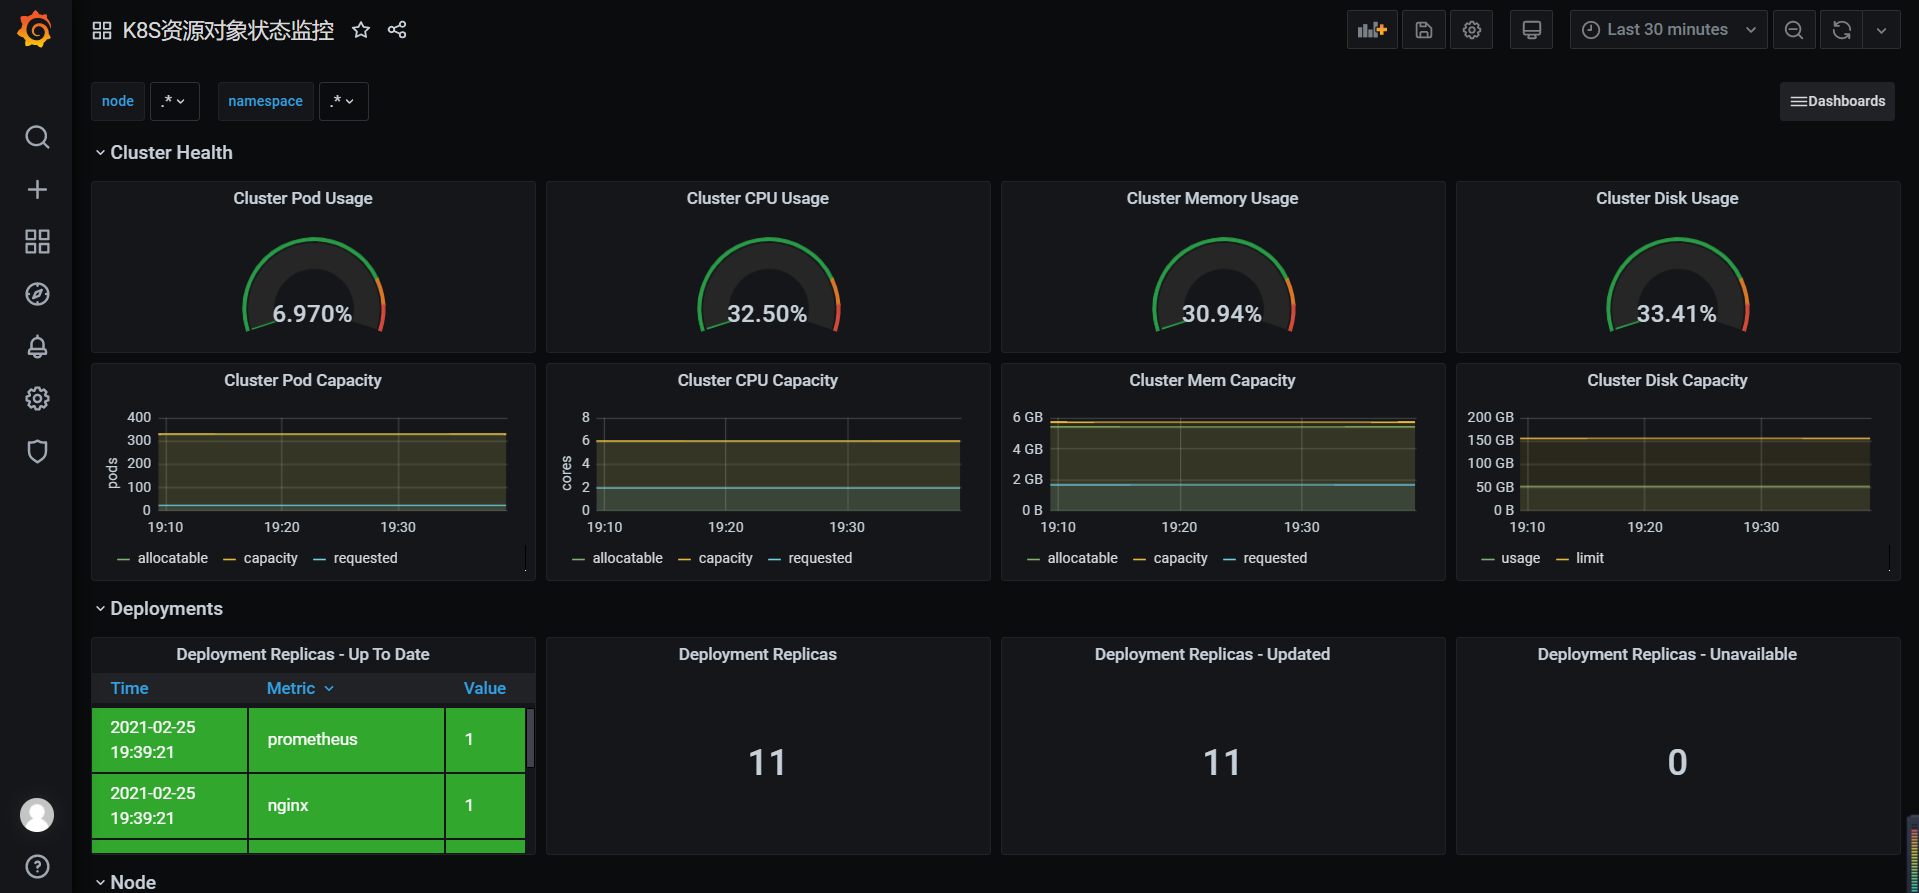 K8S资源对象状态监控
Last 30 minutes
node .* namespace .* Dashboards
Cluster Health
Cluster Pod Usage
6.970%
Cluster CPU Usage
32.50%
Cluster Memory Usage
30.94%
Cluster Disk Usage
33.41%
Cluster Pod Capacity
pods
400
300
200
100
0
19:10 19:20 19:30
allocatable capacity requested
Cluster CPU Capacity
cores
8
6
4
2
0
19:10 19:20 19:30
allocatable capacity requested
Cluster Mem Capacity
6 GB
4 GB
2 GB
0 B
19:10 19:20 19:30
allocatable capacity requested
Cluster Disk Capacity
200 GB
150 GB
100 GB
50 GB
0 B
19:10 19:20 19:30
usage limit
Deployments
Deployment Replicas - Up To Date
Time Metric Value
2021-02-25
19:39:21
prometheus
1
2021-02-25
19:39:21
nginx
1
Deployment Replicas
11
Deployment Replicas - Updated
11
Deployment Replicas - Unavailable
0
Node